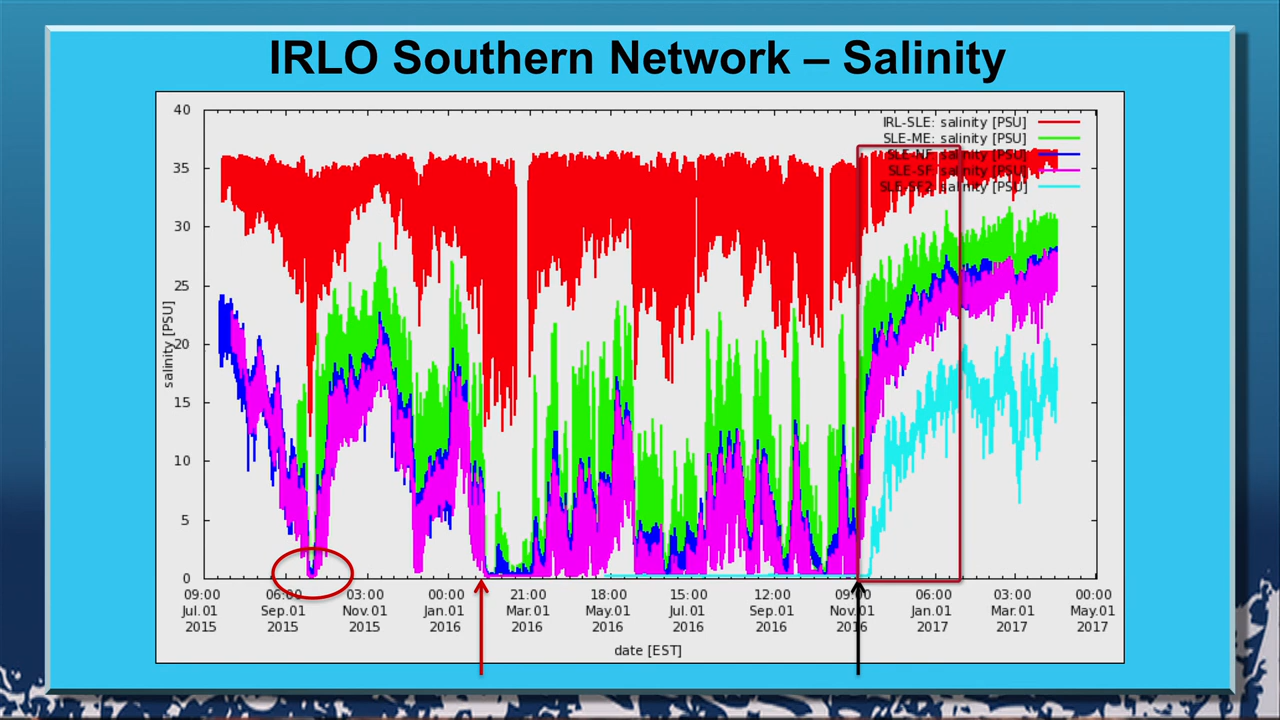 IRLO Southern Network – Salinity
40
35
30
25
20
15
10
5
0
salinity [PSU]
IRL-SLE: salinity [PSU]
SLE-ME: salinity [PSU]
SLE-NF: salinity [PSU]
SLE-SF: salinity [PSU]
SLE-SF2: salinity [PSU]
09:00 06:00 03:00 00:00 21:00 18:00 15:00 12:00 09:00 06:00 03:00 00:00
Jul.01 Sep.01 Nov.01 Jan.01 Mar.01 May.01 Jul.01 Sep.01 Nov.01 Jan.01 Mar.01 May.01
2015 2015 2015 2016 2016 2016 2016 2016 2016 2017 2017 2017
date [EST]